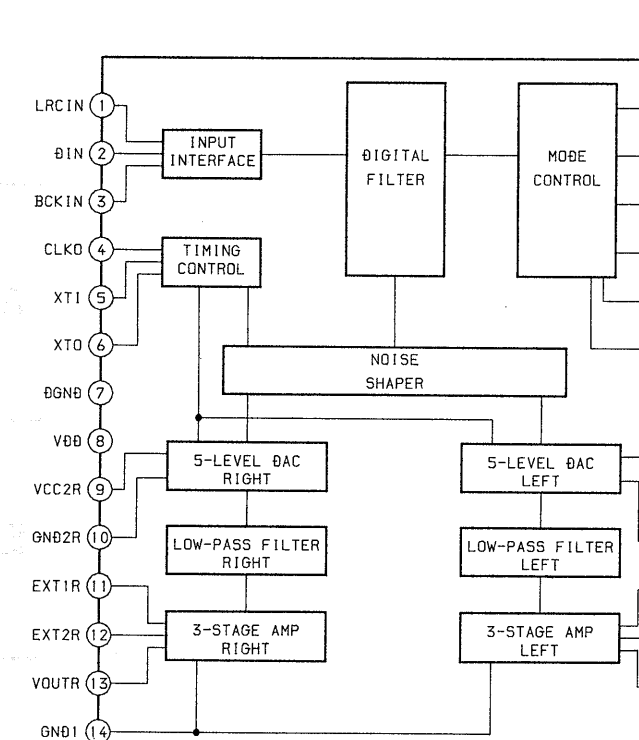 LRCIN 1
DIN 2
BCKIN 3
CLKO 4
XTI 5
XTO 6
DGND 7
VDD 8
VCC2R 9
GND2R 10
EXT1R 11
EXT2R 12
VOUTR 13
GND1 14
INPUT
INTERFACE
DIGITAL
FILTER
MODE
CONTROL
TIMING
CONTROL
NOISE
SHAPER
5-LEVEL DAC
RIGHT
5-LEVEL DAC
LEFT
LOW-PASS FILTER
RIGHT
LOW-PASS FILTER
LEFT
3-STAGE AMP
RIGHT
3-STAGE AMP
LEFT